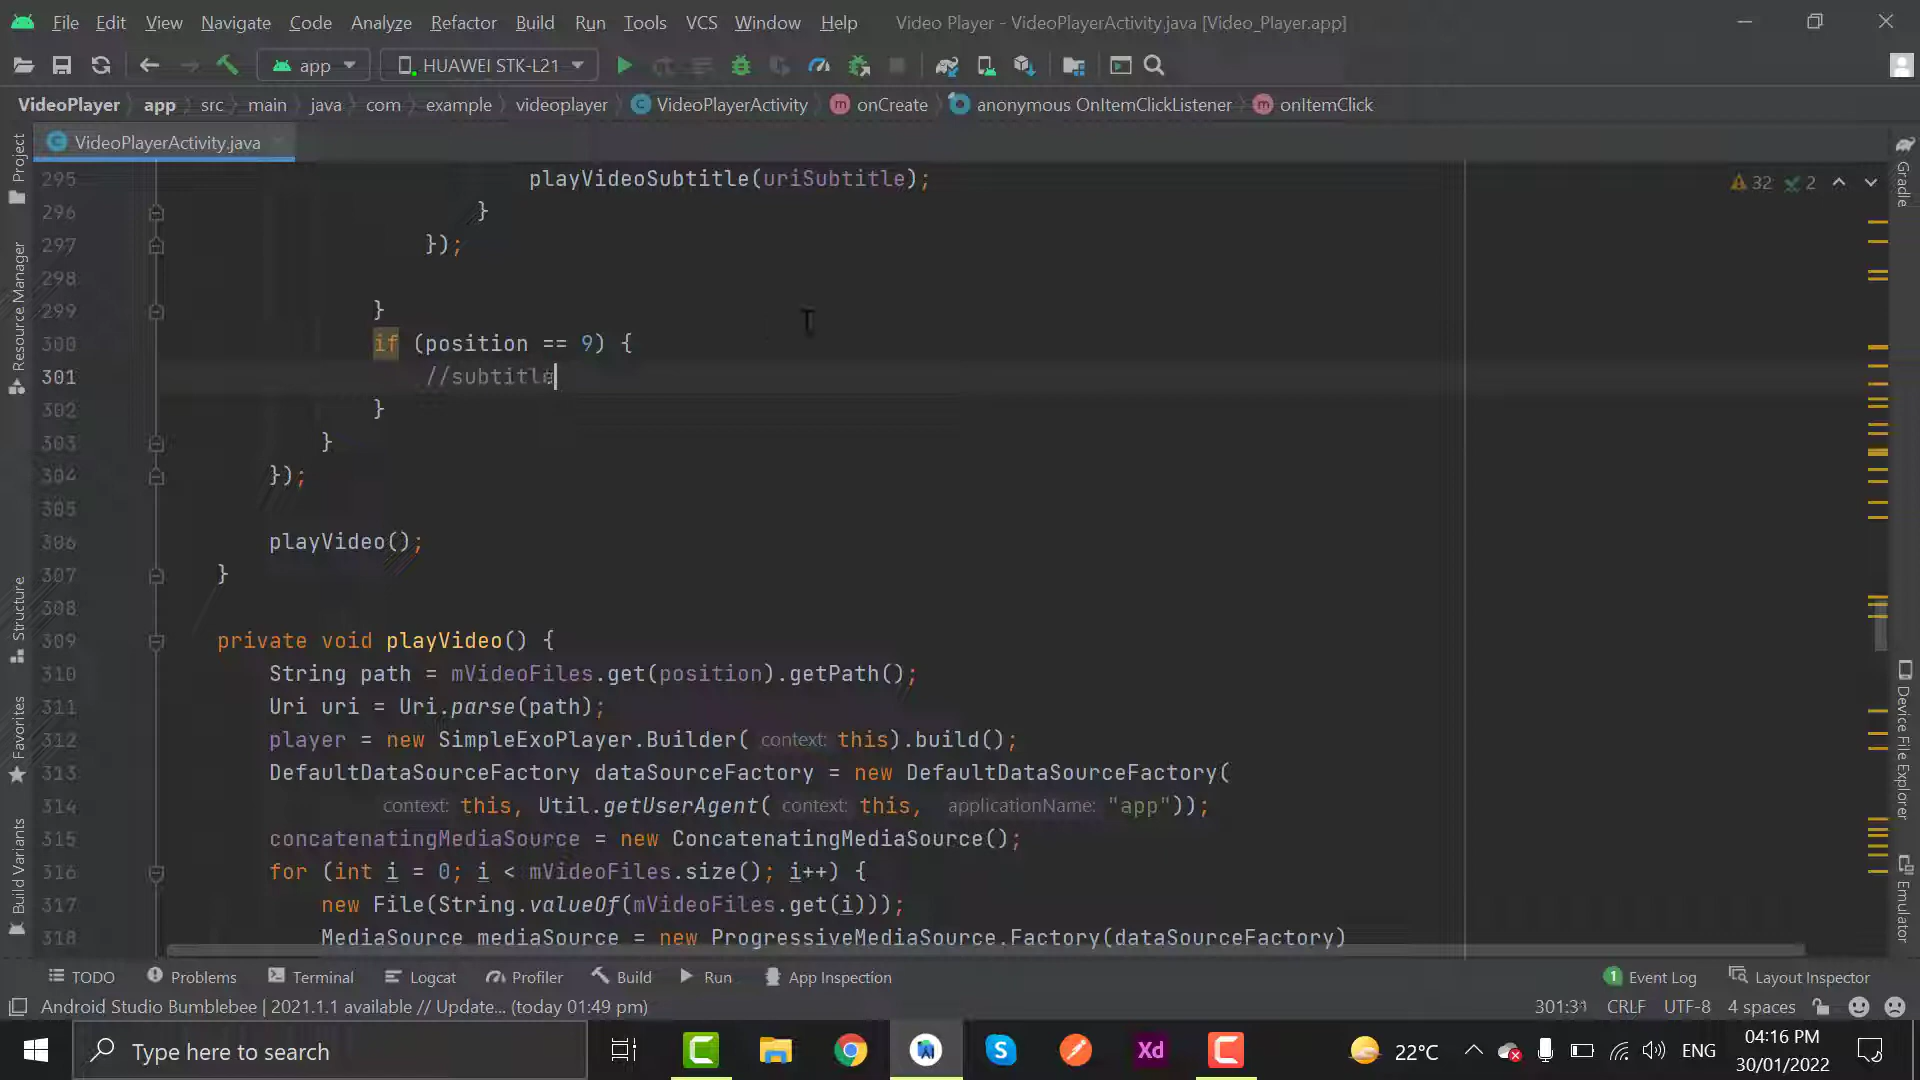 File Edit View Navigate Code Analyze Refactor Build Run Tools VCS Window Help Video Player - VideoPlayerActivity.java [Video_Player.app]
app HUAWEI STK-L21
VideoPlayer app src main java com example videoplayer VideoPlayerActivity onCreate anonymous OnItemClickListener onItemClick
VideoPlayerActivity.java
295 playVideoSubtitle(uriSubtitle);
296 }
297 });
298
299 }
300 if (position == 9) {
301 //subtitle
302 }
303 }
304 });
305
306 playVideo();
307 }
308
309 private void playVideo() {
310 String path = mVideoFiles.get(position).getPath();
311 Uri uri = Uri.parse(path);
312 player = new SimpleExoPlayer.Builder( context: this).build();
313 DefaultDataSourceFactory dataSourceFactory = new DefaultDataSourceFactory(
314 context: this, Util.getUserAgent( context: this, applicationName: "app"));
315 concatenatingMediaSource = new ConcatenatingMediaSource();
316 for (int i = 0; i < mVideoFiles.size(); i++) {
317 new File(String.valueOf(mVideoFiles.get(i)));
318 MediaSource mediaSource = new ProgressiveMediaSource.Factory(dataSourceFactory)
32 2
Project
Resource Manager
Structure
Favorites
Build Variants
Gradle
Device File Explorer
Emulator
TODO Problems Terminal Logcat Profiler Build Run App Inspection 1 Event Log Layout Inspector
Android Studio Bumblebee | 2021.1.1 available // Update... (today 01:49 pm) 301:31 CRLF UTF-8 4 spaces
Type here to search Xd 22°C ENG 04:16 PM
30/01/2022